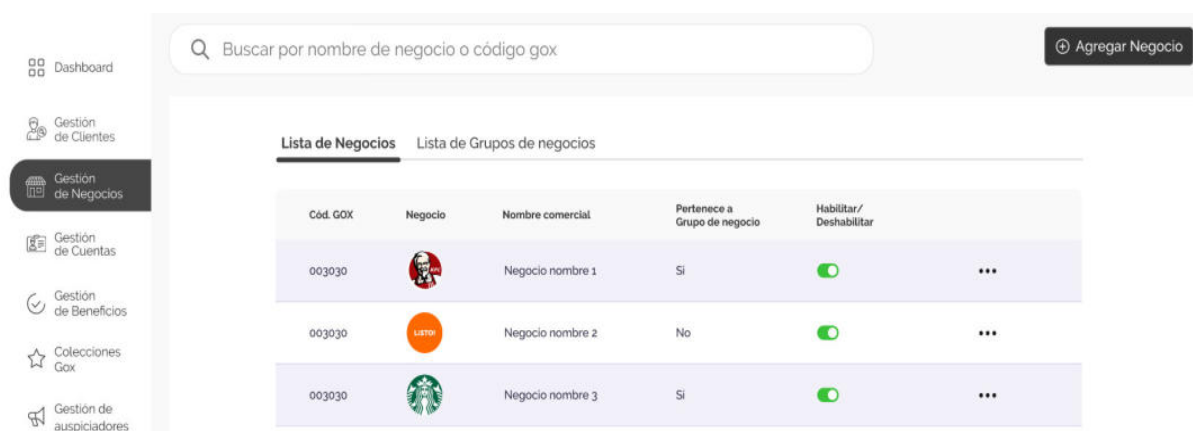 Buscar por nombre de negocio o código gox
Agregar Negocio
Dashboard
Gestión
de Clientes
Gestión
de Negocios
Gestión
de Cuentas
Gestión
de Beneficios
Colecciones
Gox
Gestión de
auspiciadores
Lista de Negocios Lista de Grupos de negocios
Cód. GOX Negocio Nombre comercial Pertenece a Grupo de negocio Habilitar/ Deshabilitar
003030 KFC Negocio nombre 1 Si
003030 LISTO! Negocio nombre 2 No
003030 Negocio nombre 3 Si